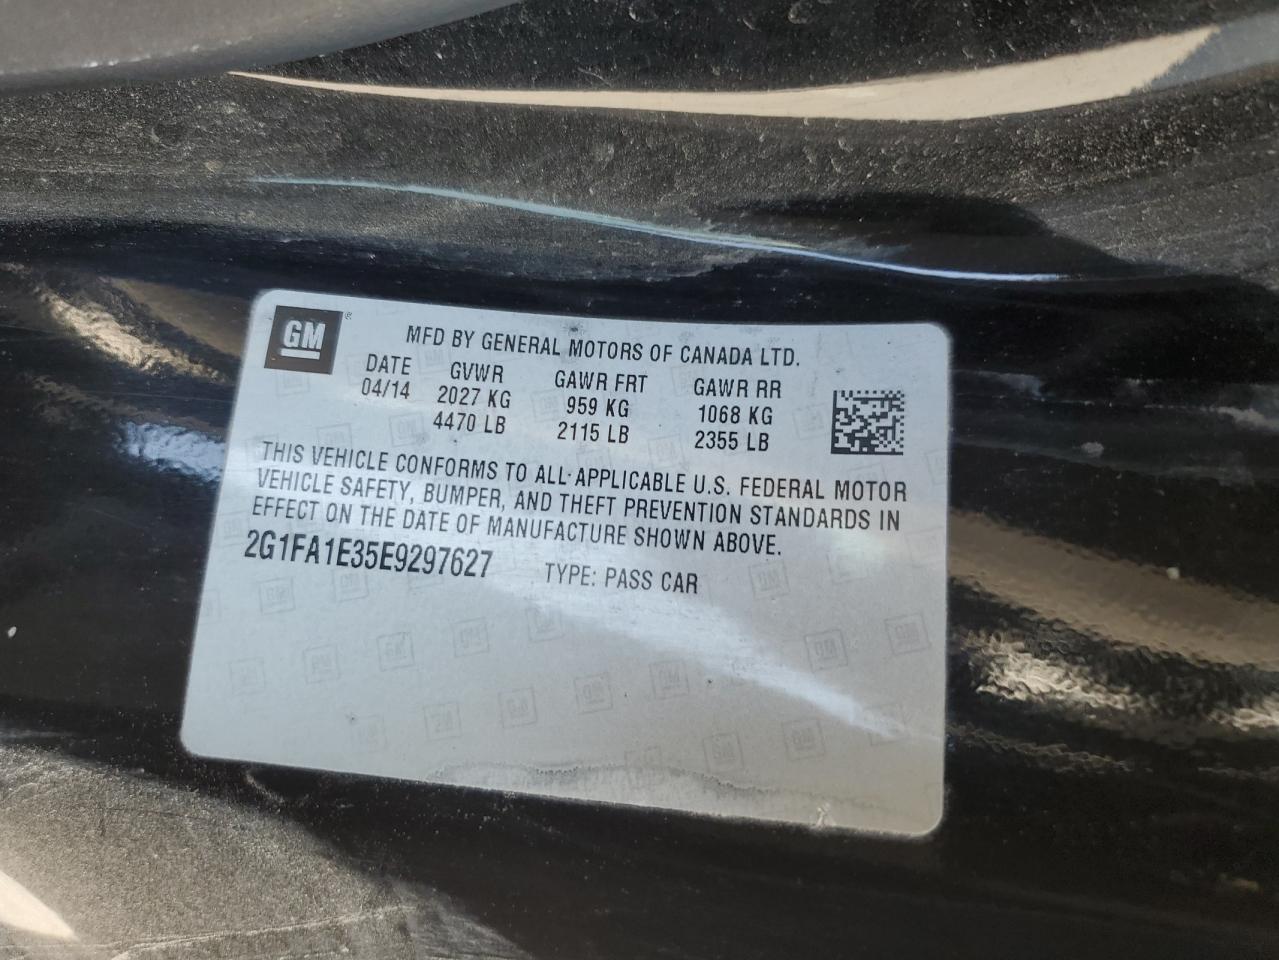 GM ®
MFD BY GENERAL MOTORS OF CANADA LTD.
DATE GVWR GAWR FRT GAWR RR
04/14 2027 KG 959 KG 1068 KG
4470 LB 2115 LB 2355 LB
THIS VEHICLE CONFORMS TO ALL APPLICABLE U.S. FEDERAL MOTOR
VEHICLE SAFETY, BUMPER, AND THEFT PREVENTION STANDARDS IN
EFFECT ON THE DATE OF MANUFACTURE SHOWN ABOVE.
2G1FA1E35E9297627 TYPE: PASS CAR